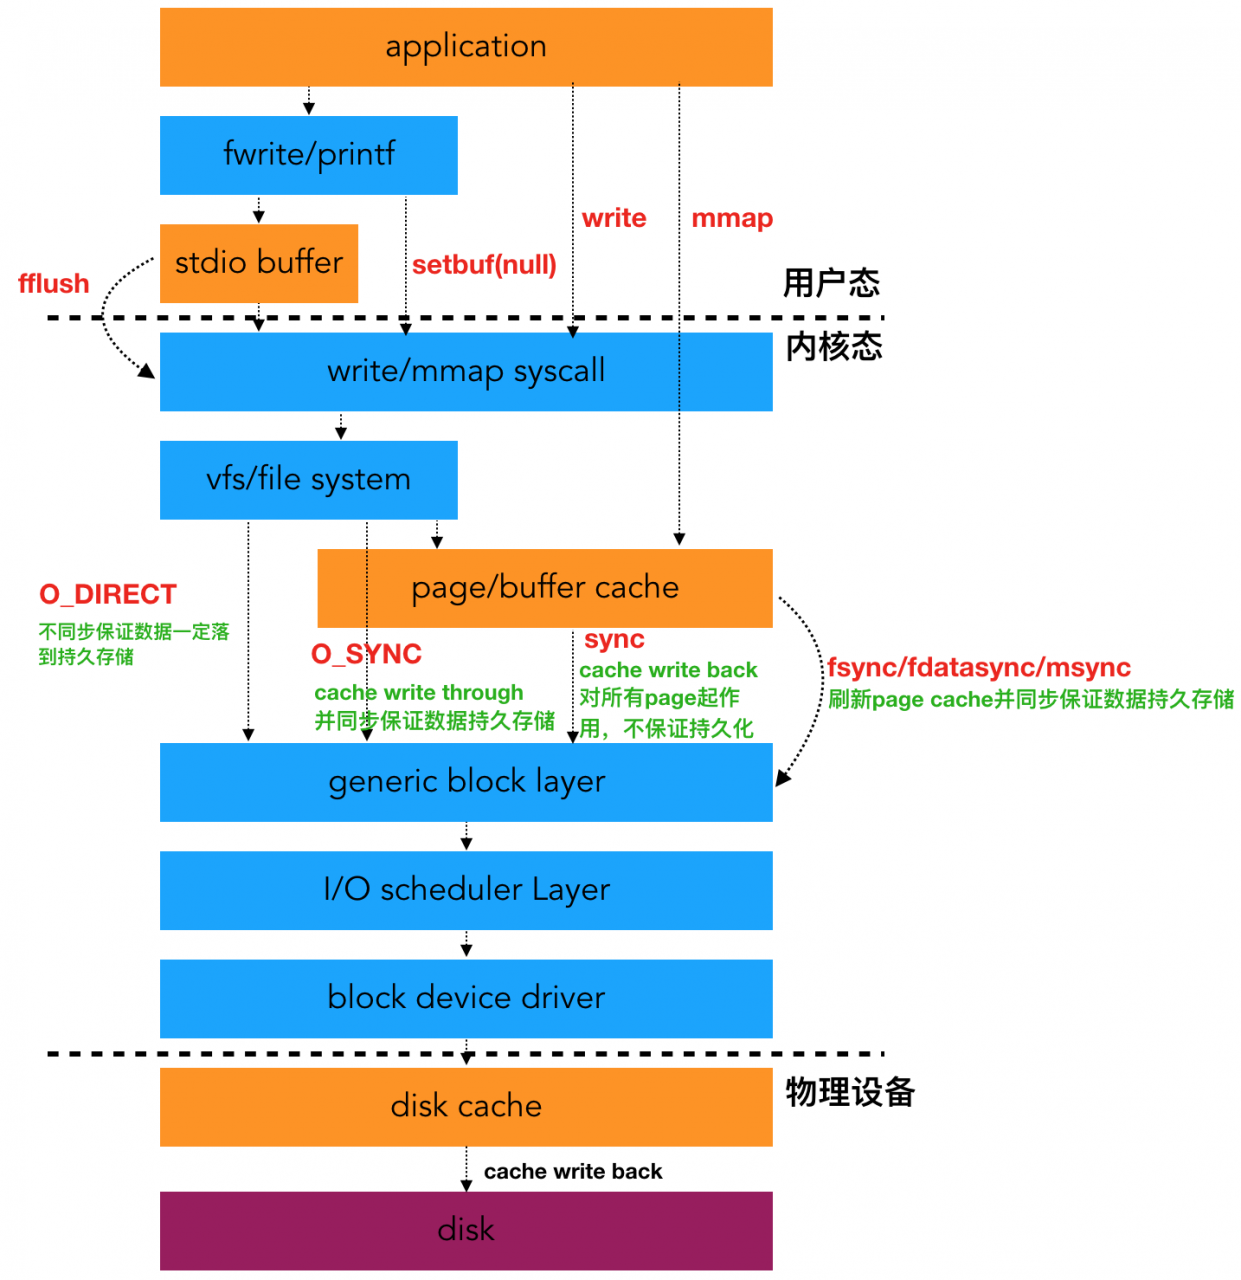 application
fwrite/printf
write
mmap
stdio buffer
setbuf(null)
fflush
用户态
内核态
write/mmap syscall
vfs/file system
page/buffer cache
O_DIRECT
不同步保证数据一定落
到持久存储
O_SYNC
cache write through
并同步保证数据持久存储
sync
cache write back
对所有page起作
用，不保证持久化
fsync/fdatasync/msync
刷新page cache并同步保证数据持久存储
generic block layer
I/O scheduler Layer
block device driver
物理设备
disk cache
cache write back
disk